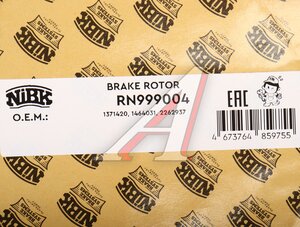 NiBK
BRAKE ROTOR
RN999004
O.E.M.:
1371420, 1464031, 2262937
EAC
4 673764 859755